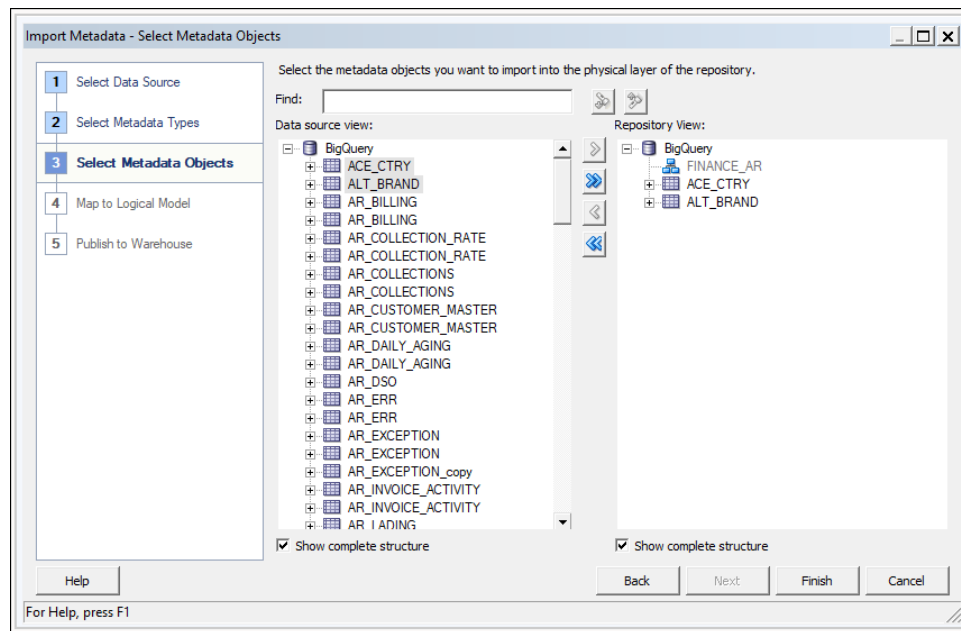 Import Metadata - Select Metadata Objects
1 Select Data Source
2 Select Metadata Types
3 Select Metadata Objects
4 Map to Logical Model
5 Publish to Warehouse
Select the metadata objects you want to import into the physical layer of the repository.
Find:
Data source view:
BigQuery
ACE_CTRY
ALT_BRAND
AR_BILLING
AR_BILLING
AR_COLLECTION_RATE
AR_COLLECTION_RATE
AR_COLLECTIONS
AR_COLLECTIONS
AR_CUSTOMER_MASTER
AR_CUSTOMER_MASTER
AR_DAILY_AGING
AR_DAILY_AGING
AR_DSO
AR_ERR
AR_ERR
AR_EXCEPTION
AR_EXCEPTION
AR_EXCEPTION_copy
AR_INVOICE_ACTIVITY
AR_INVOICE_ACTIVITY
AR_LADING
Show complete structure
Repository View:
BigQuery
FINANCE_AR
ACE_CTRY
ALT_BRAND
Show complete structure
Help
Back
Next
Finish
Cancel
For Help, press F1